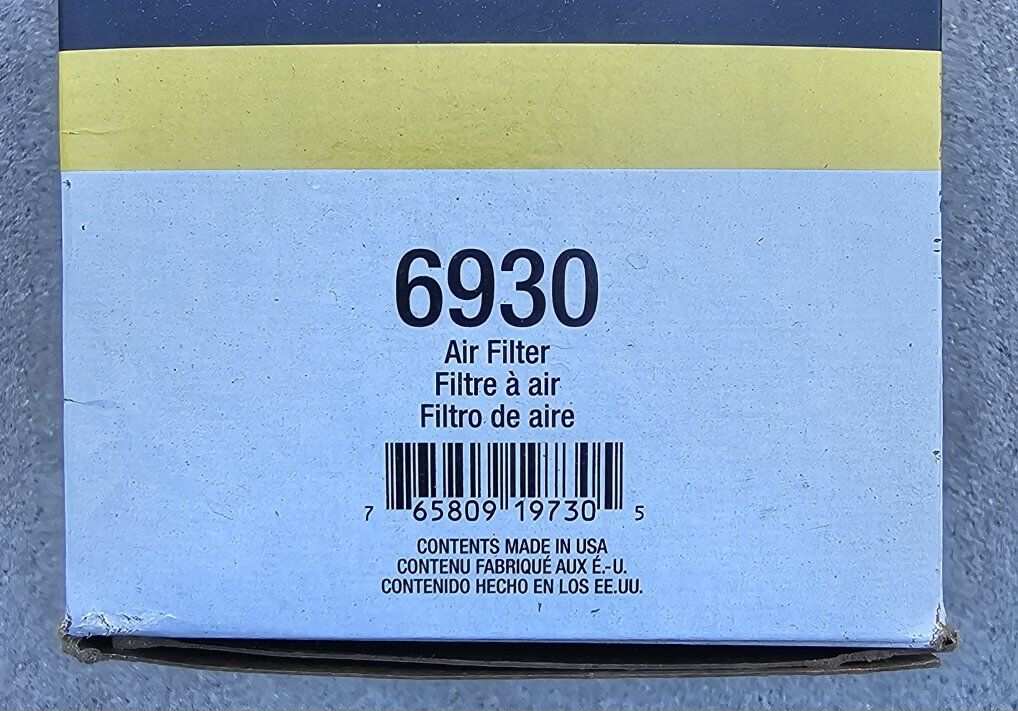 6930
Air Filter
Filtre à air
Filtro de aire
7 65809 19730 5
CONTENTS MADE IN USA
CONTENU FABRIQUÉ AUX É.-U.
CONTENIDO HECHO EN LOS EE.UU.